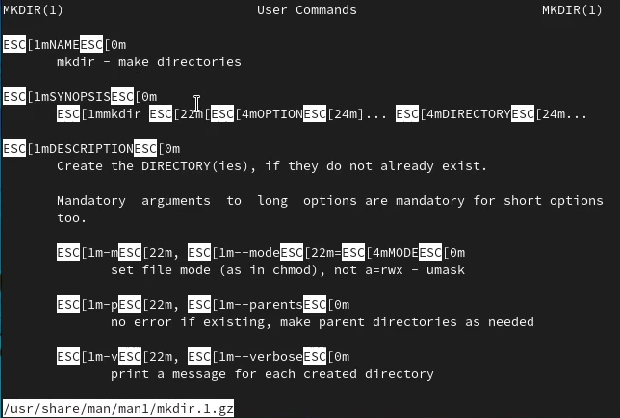 MKDIR(1) User Commands MKDIR(1)
ESC[1mNAMEESC[0m
mkdir - make directories
ESC[1mSYNOPSISESC[0m
ESC[1mmkdir ESC[22m[ESC[4mOPTIONESC[24m]... ESC[4mDIRECTORYESC[24m...
ESC[1mDESCRIPTIONESC[0m
Create the DIRECTORY(ies), if they do not already exist.
Mandatory arguments to long options are mandatory for short options
too.
ESC[1m-mESC[22m, ESC[1m--modeESC[22m=ESC[4mMODEESC[0m
set file mode (as in chmod), not a=rwx - umask
ESC[1m-pESC[22m, ESC[1m--parentsESC[0m
no error if existing, make parent directories as needed
ESC[1m-vESC[22m, ESC[1m--verboseESC[0m
print a message for each created directory
/usr/share/man/man1/mkdir.1.gz